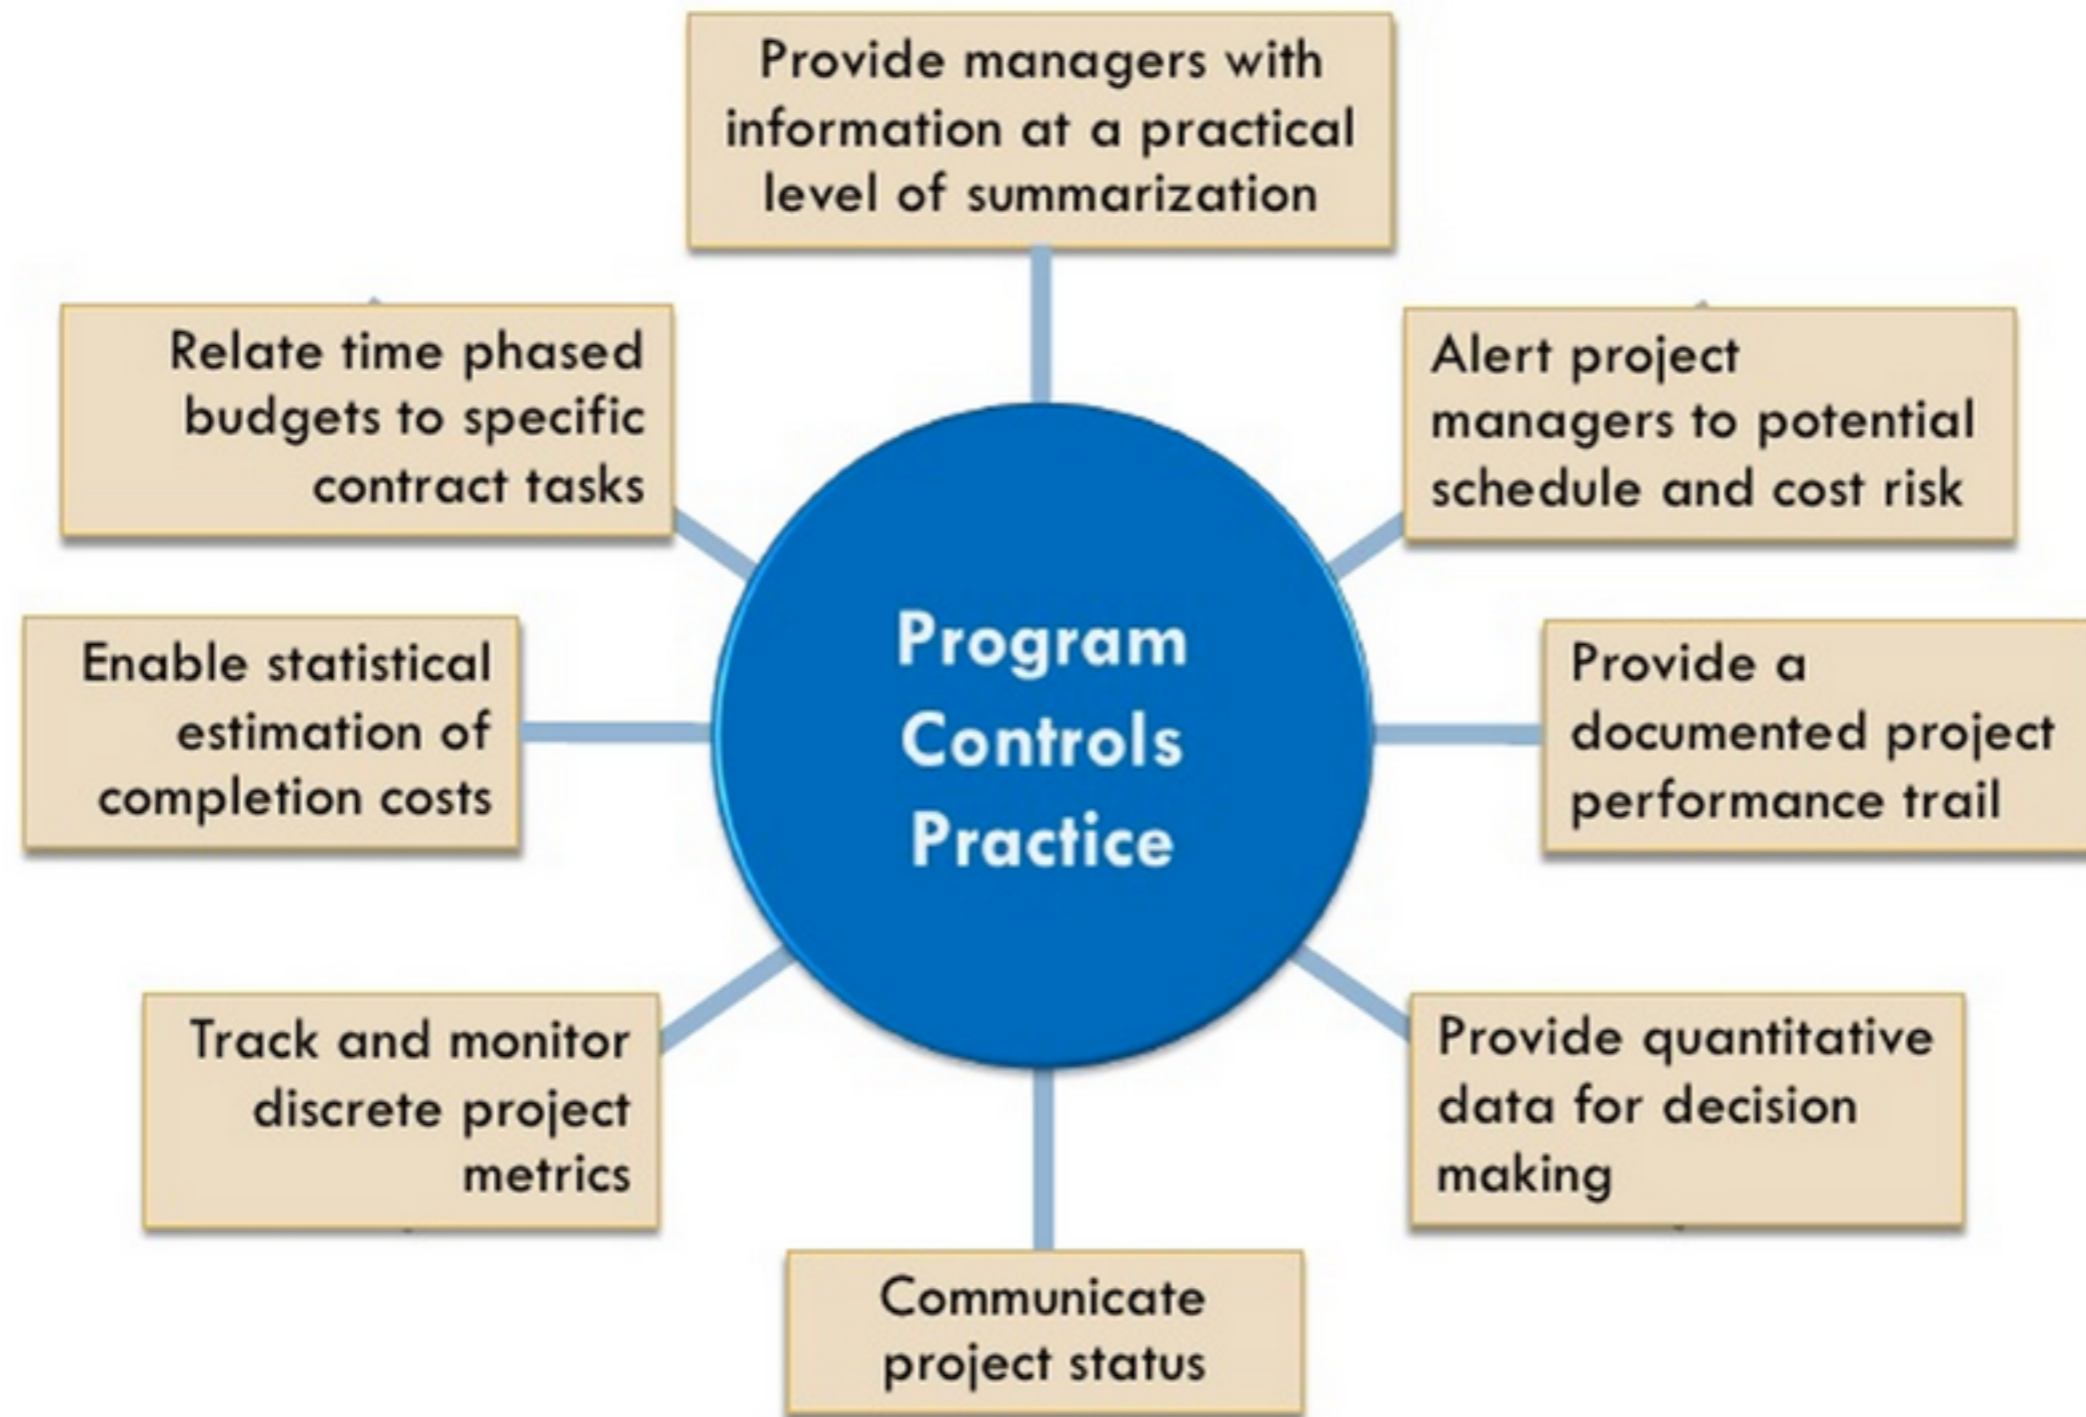 Provide managers with
information at a practical
level of summarization
Relate time phased
budgets to specific
contract tasks
Alert project
managers to potential
schedule and cost risk
Enable statistical
estimation of
completion costs
Program
Controls
Practice
Provide a
documented project
performance trail
Track and monitor
discrete project
metrics
Provide quantitative
data for decision
making
Communicate
project status